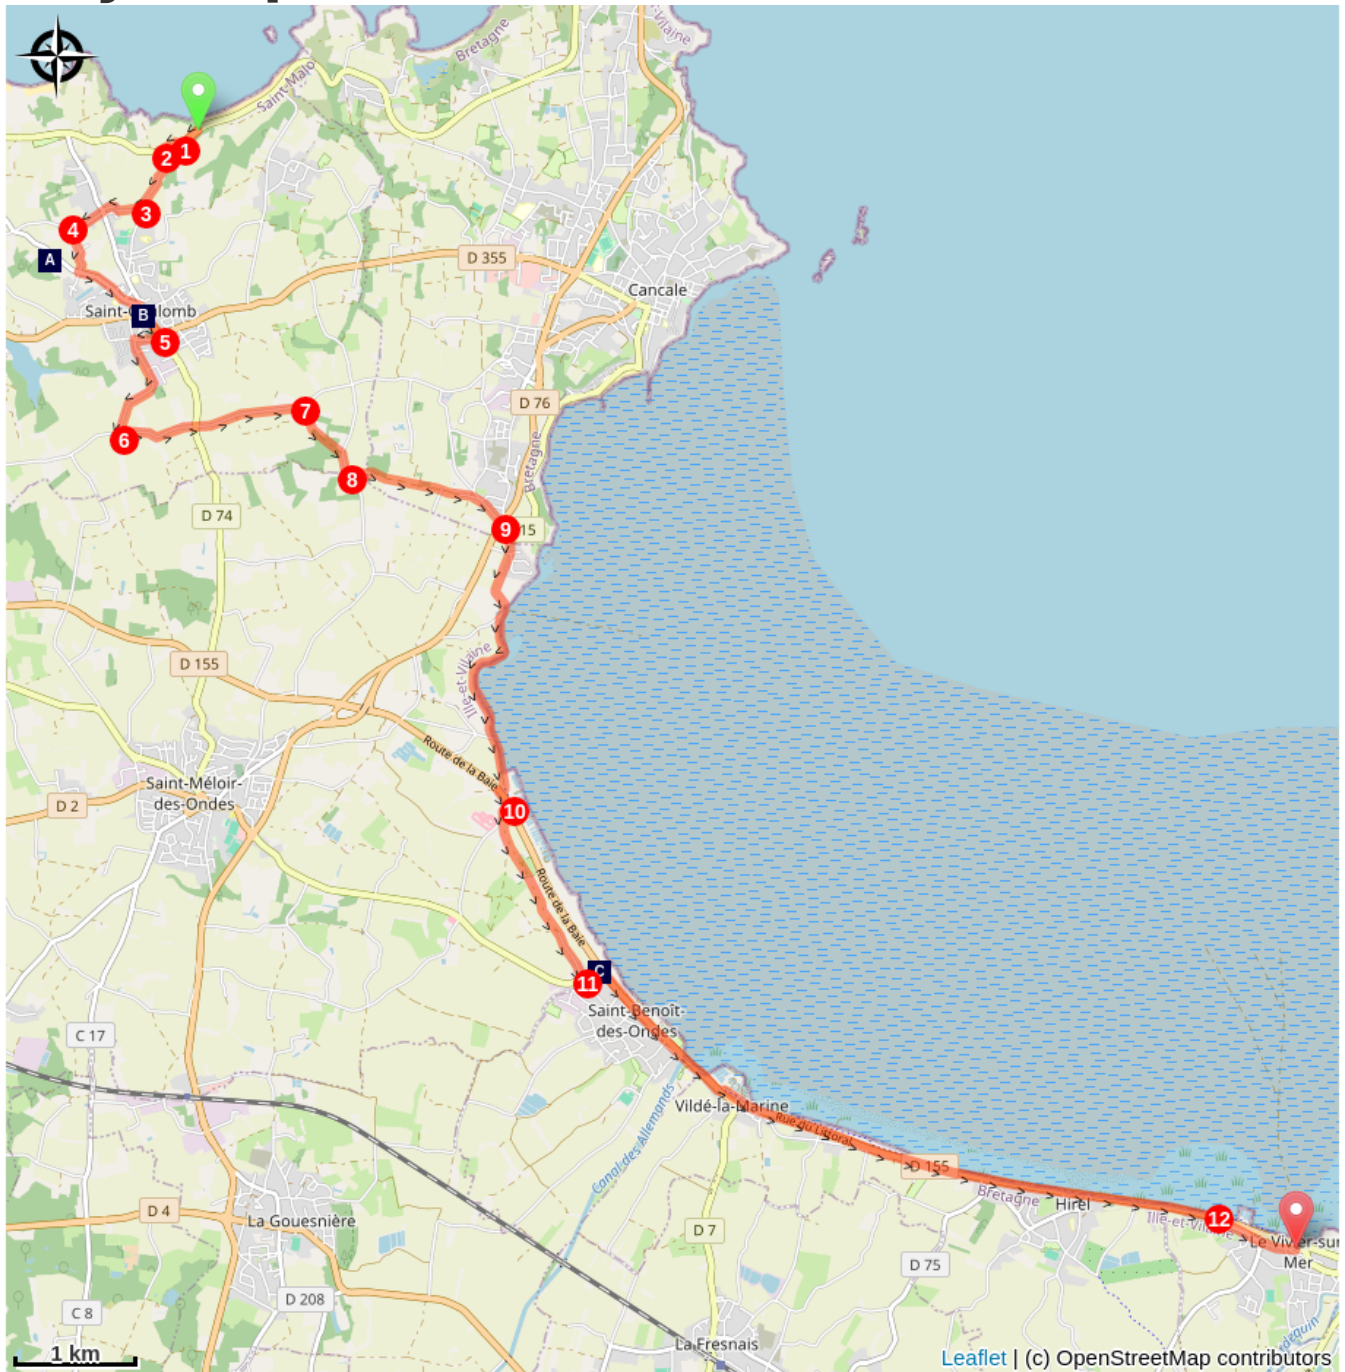 Bretagne
Vilaine
Saint-Malo
1
2
3
4
A
D 355
Cancale
Saint-Coulomb
B
5
D 76
7
6
Bretagne
8
D 74
9
15
D 155
Ille-et-Vilaine
Route de la Baie
Saint-Méloir-
des-Ondes
D 2
10
Route de la Baie
C
11
Saint-Benoît-
des-Ondes
C 17
Canal des Allemands
Vildé-la-Marine
Rue du Littoral
D 155
Bretagne
Hirel
Ille-et-Vilaine
12
Le Vivier-sur-
Mer
D 4
La Gouesnière
D 7
D 75
D 208
C 8
La Fresnais
1 km
Leaflet | (c) OpenStreetMap contributors